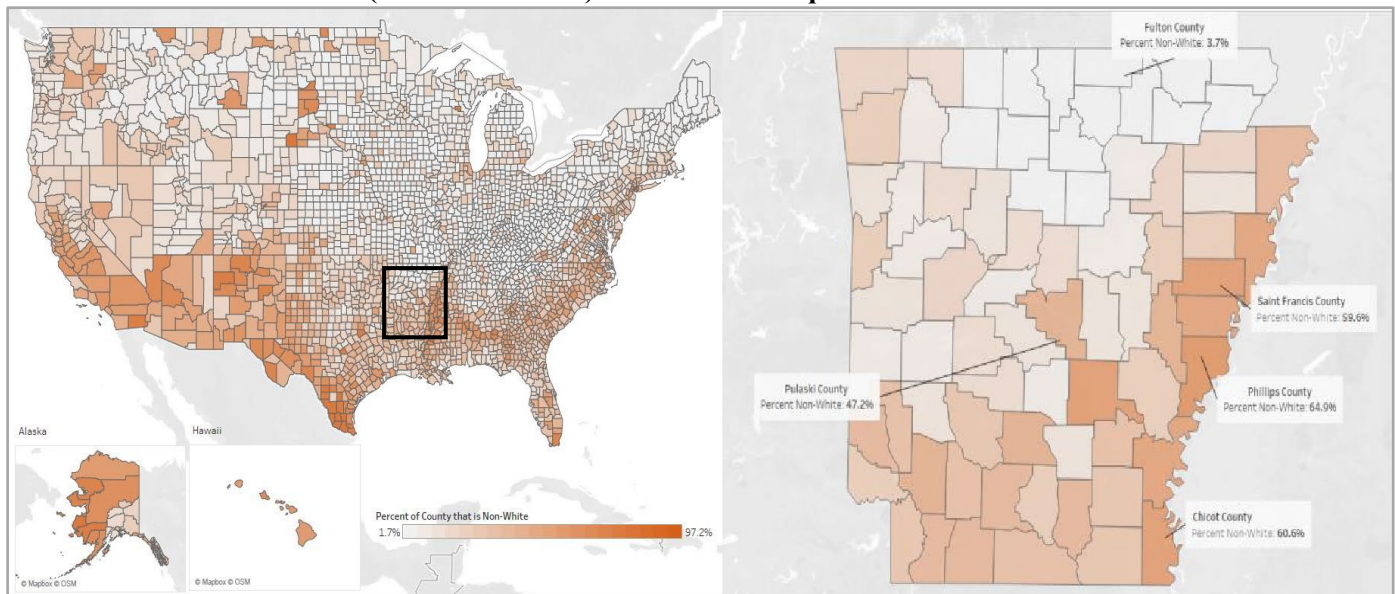 Fulton County
Percent Non-White: 3.7%
Saint Francis County
Percent Non-White: 59.6%
Pulaski County
Percent Non-White: 47.2%
Phillips County
Percent Non-White: 64.9%
Chicot County
Percent Non-White: 60.6%
Alaska
Hawaii
Percent of County that is Non-White
1.7%
97.2%
© Mapbox © OSM
© Mapbox © OSM